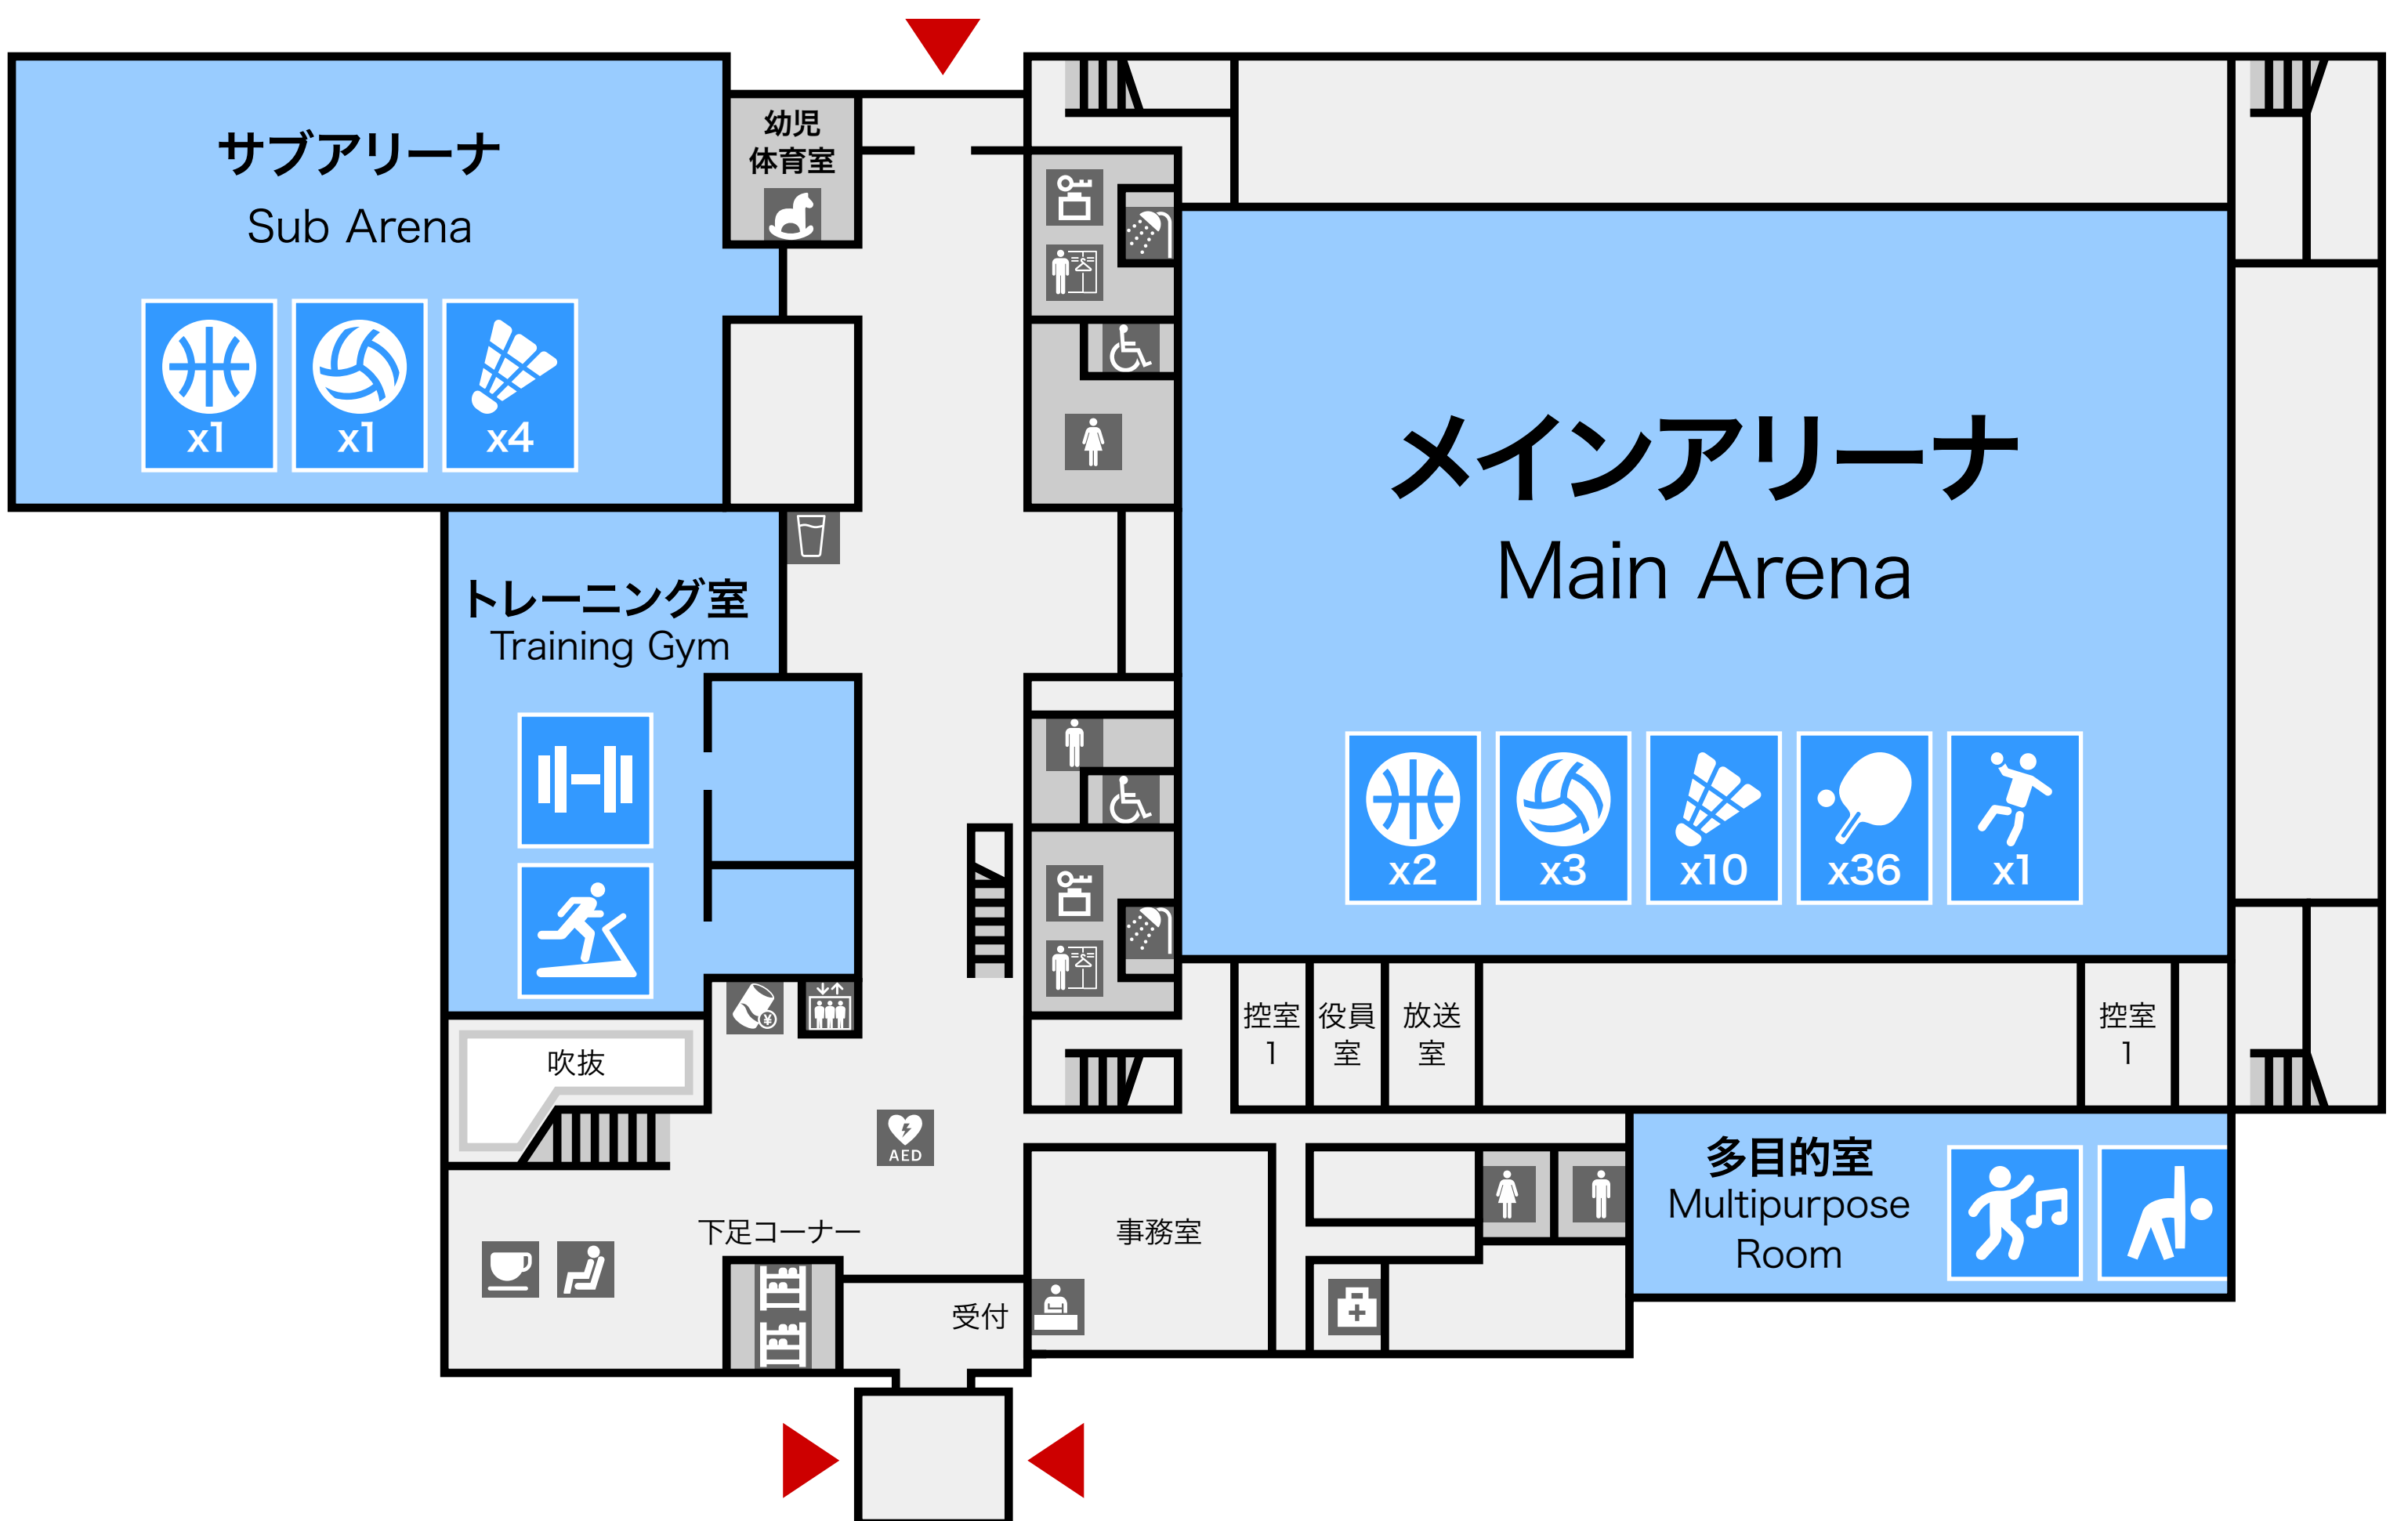 サブアリーナ
Sub Arena
x1
x1
x4
幼児
体育室
トレーニング室
Training Gym
メインアリーナ
Main Arena
x2
x3
x10
x36
x1
吹抜
¥
AED
控室
1
役員
室
放送
室
控室
1
多目的室
Multipurpose
Room
下足コーナー
事務室
受付